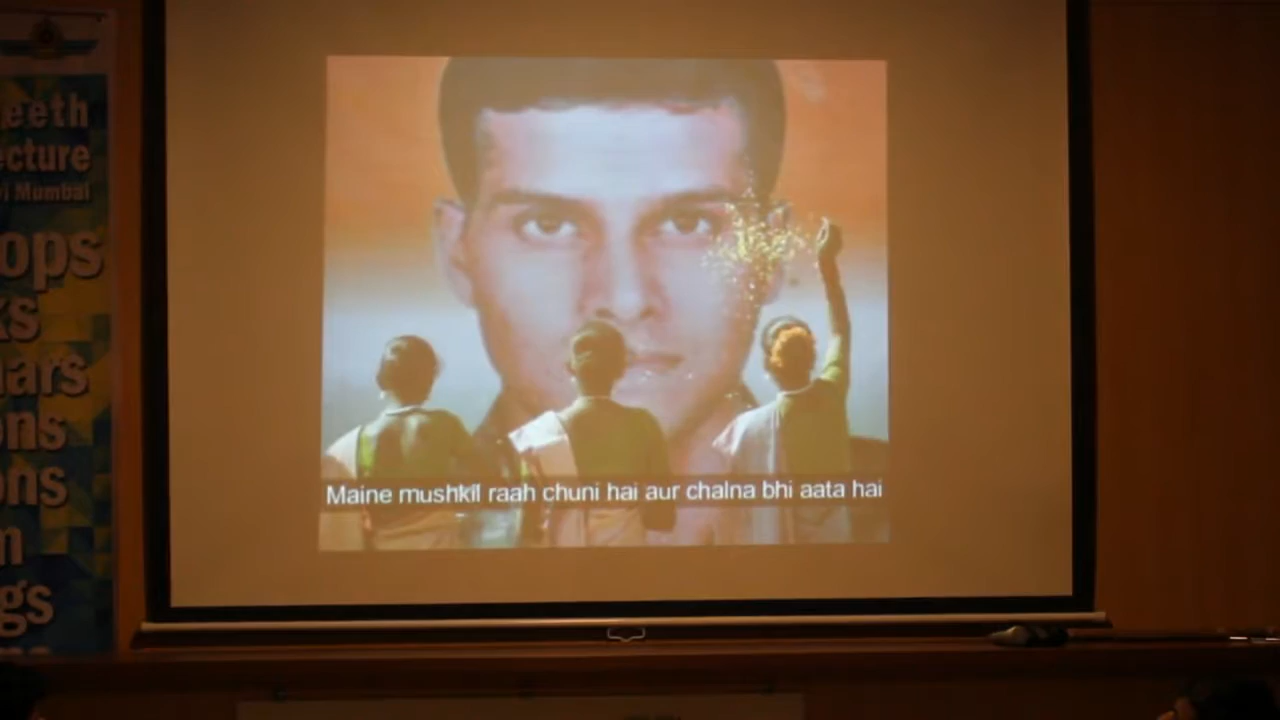 eeth
ecture
vi Mumbai
ops
ks
nars
ons
ons
m
gs
Maine mushkil raah chuni hai aur chalna bhi aata hai